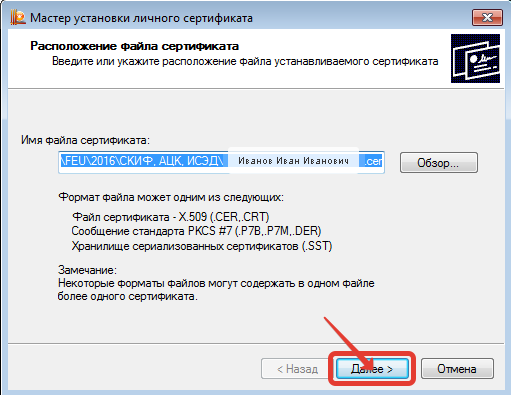 Мастер установки личного сертификата
Расположение файла сертификата
Введите или укажите расположение файла устанавливаемого сертификата
Имя файла сертификата:
\FEU\2016\СКИФ, АЦК, ИСЭД\ Иванов Иван Иванович .cer
Обзор...
Формат файла может одним из следующих:
Файл сертификата - X.509 (.CER,.CRT)
Сообщение стандарта PKCS #7 (.P7B,.P7M,.DER)
Хранилище сериализованных сертификатов (.SST)
Замечание:
Некоторые форматы файлов могут содержать в одном файле
более одного сертификата.
< Назад
Далее >
Отмена